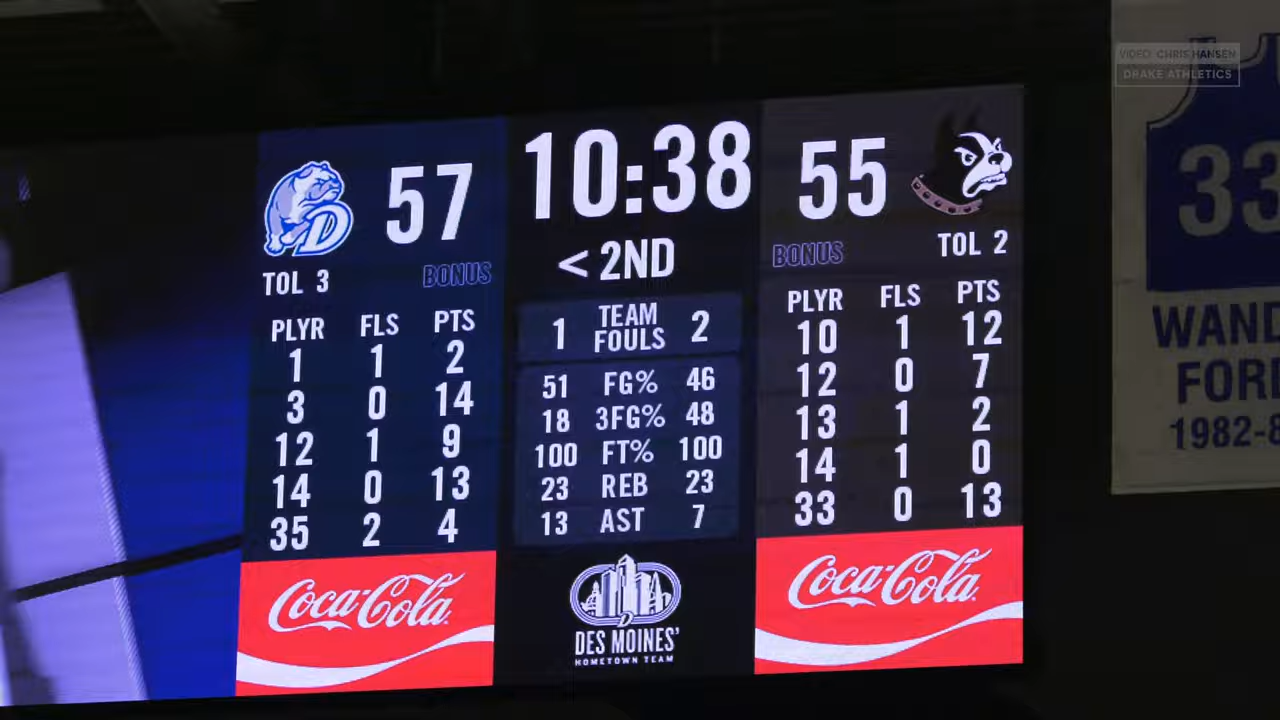 VIDEO: CHRIS HANSEN
DRAKE ATHLETICS
57
10:38
55
D
TOL 3
BONUS
< 2ND
BONUS
TOL 2
PLYR FLS PTS
1 1 2
3 0 14
12 1 9
14 0 13
35 2 4
1 TEAM FOULS 2
51 FG% 46
18 3FG% 48
100 FT% 100
23 REB 23
13 AST 7
PLYR FLS PTS
10 1 12
12 0 7
13 1 2
14 1 0
33 0 13
Coca-Cola
D
DES MOINES'
HOMETOWN TEAM
Coca-Cola
33
1982-8